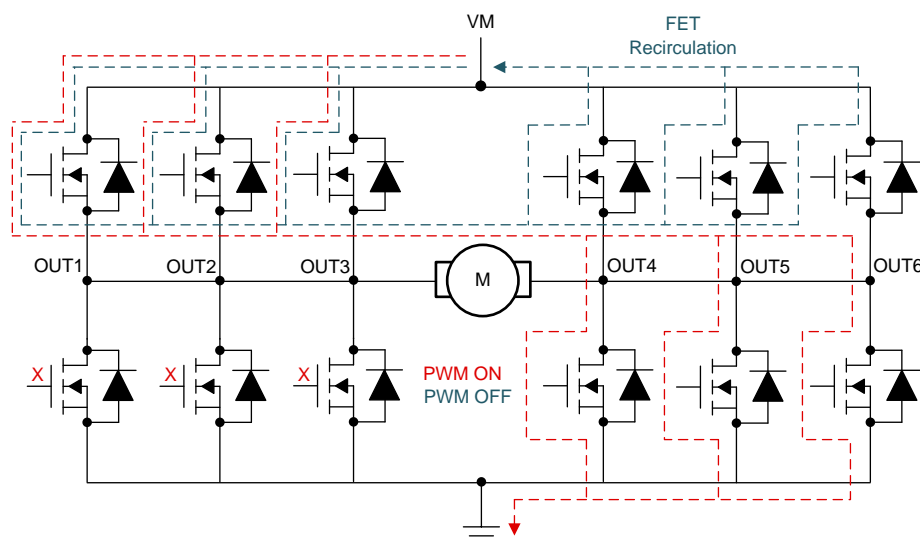 VM
FET
Recirculation
OUT1
OUT2
OUT3
M
OUT4
OUT5
OUT6
X
X
X
PWM ON
PWM OFF